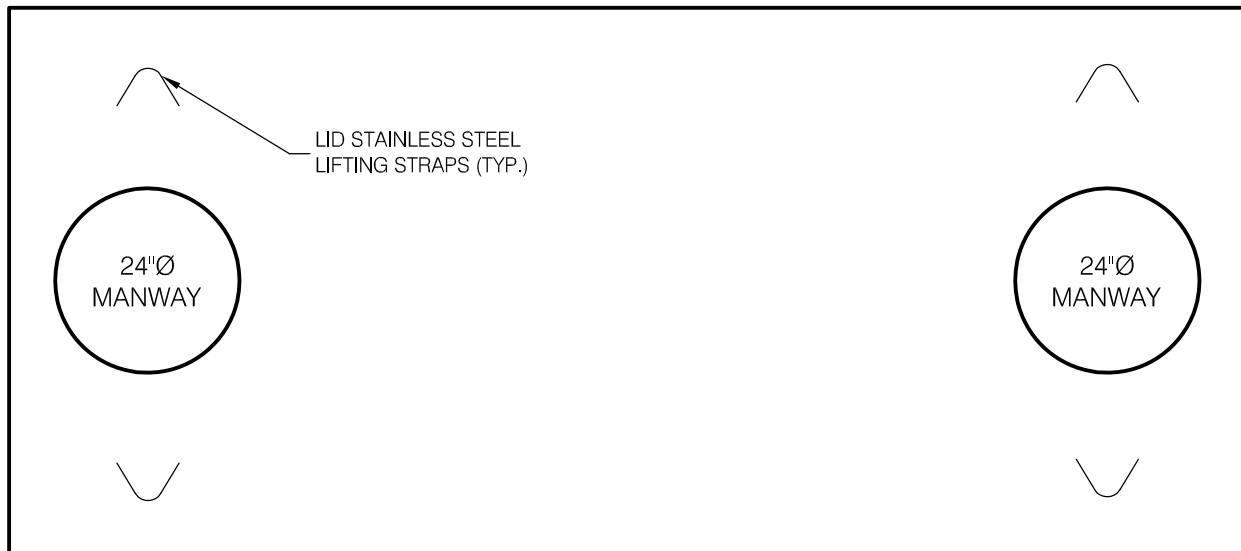 LID STAINLESS STEEL
LIFTING STRAPS (TYP.)
24"Ø
MANWAY
24"Ø
MANWAY